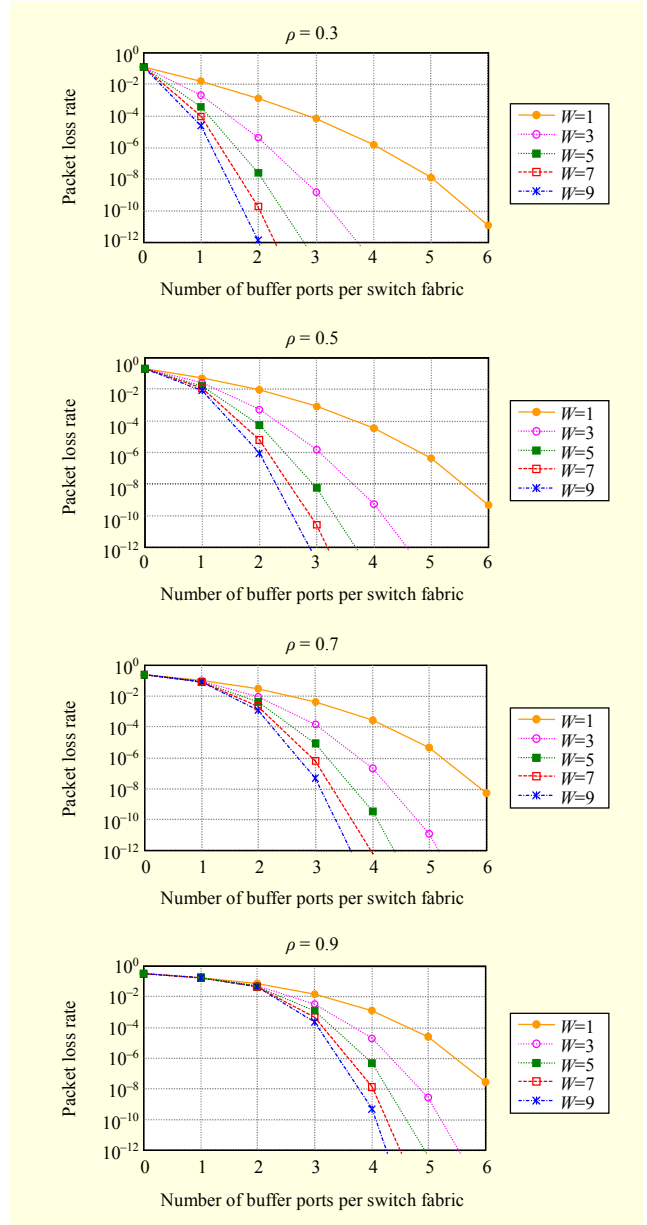 ρ = 0.3
Packet loss rate
10^0
10^-2
10^-4
10^-6
10^-8
10^-10
10^-12
0 1 2 3 4 5 6
Number of buffer ports per switch fabric
W=1
W=3
W=5
W=7
W=9
ρ = 0.5
Packet loss rate
10^0
10^-2
10^-4
10^-6
10^-8
10^-10
10^-12
0 1 2 3 4 5 6
Number of buffer ports per switch fabric
W=1
W=3
W=5
W=7
W=9
ρ = 0.7
Packet loss rate
10^0
10^-2
10^-4
10^-6
10^-8
10^-10
10^-12
0 1 2 3 4 5 6
Number of buffer ports per switch fabric
W=1
W=3
W=5
W=7
W=9
ρ = 0.9
Packet loss rate
10^0
10^-2
10^-4
10^-6
10^-8
10^-10
10^-12
0 1 2 3 4 5 6
Number of buffer ports per switch fabric
W=1
W=3
W=5
W=7
W=9